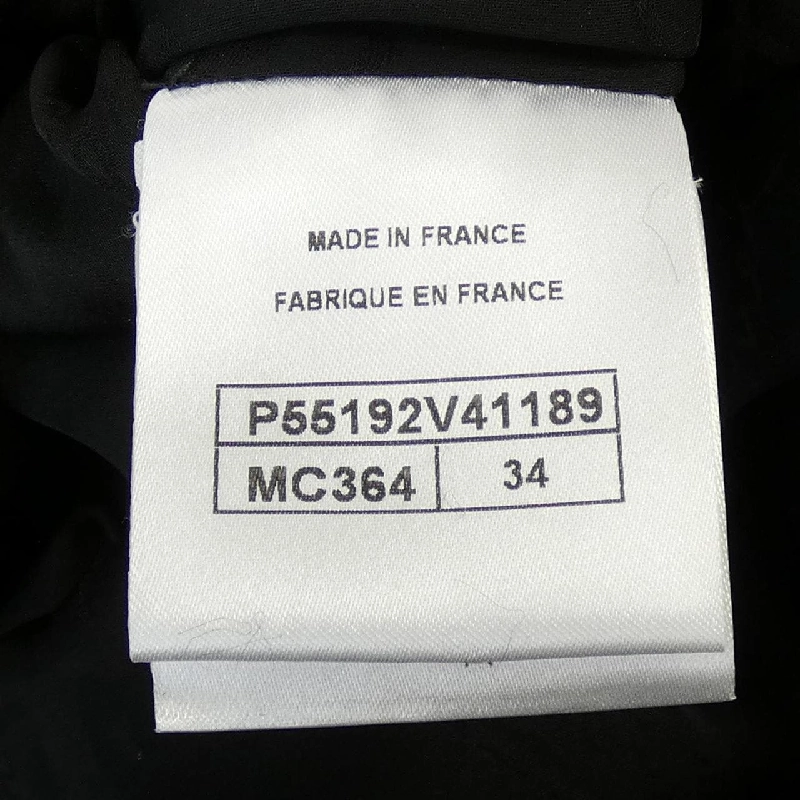 MADE IN FRANCE
FABRIQUE EN FRANCE
P55192V41189
MC364 34